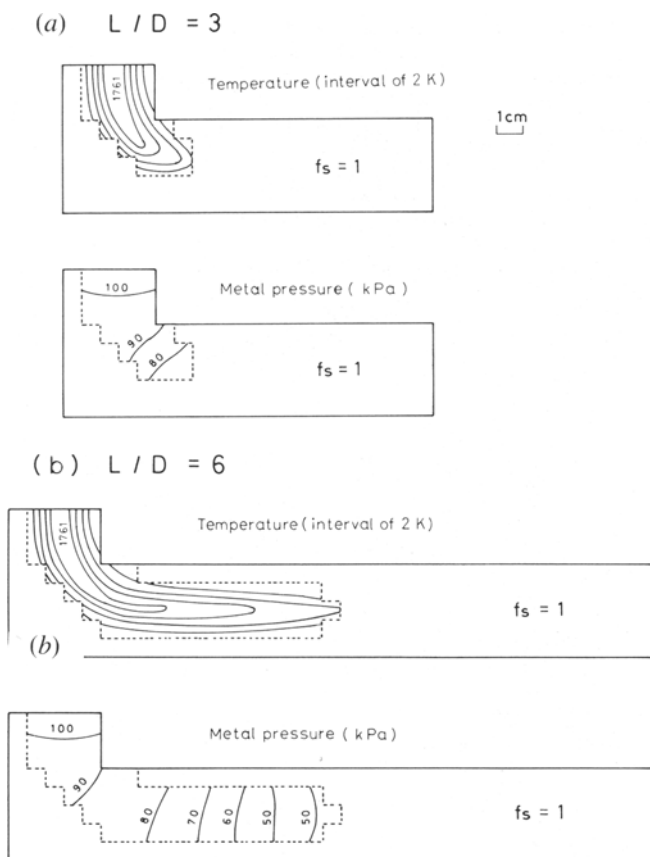 (a) L / D = 3
Temperature (interval of 2 K)
1761
1cm
fs = 1
Metal pressure ( kPa)
100
90
80
fs = 1
(b) L / D = 6
Temperature (interval of 2 K)
1761
fs = 1
(b)
Metal pressure ( kPa)
100
90
80 70 60 50 50
fs = 1